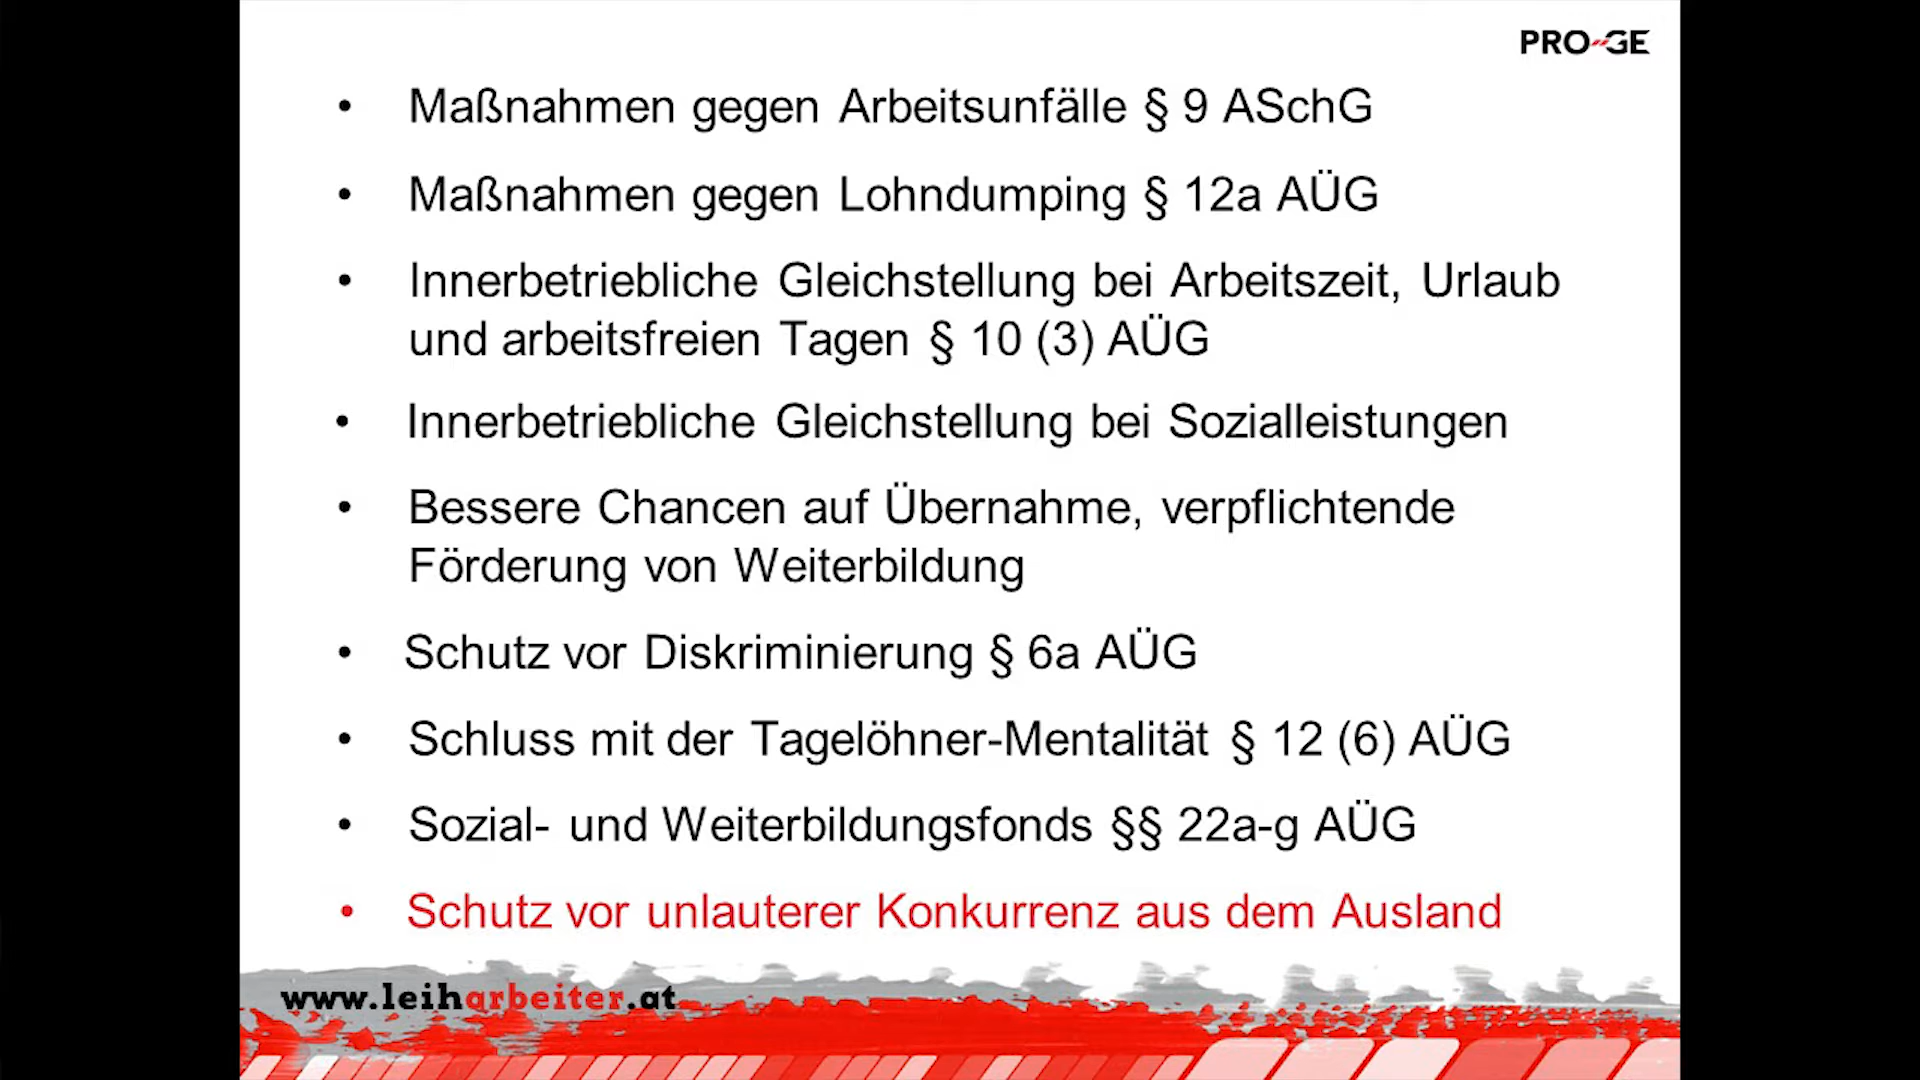 PRO-GE
• Maßnahmen gegen Arbeitsunfälle § 9 ASchG
• Maßnahmen gegen Lohndumping § 12a AÜG
• Innerbetriebliche Gleichstellung bei Arbeitszeit, Urlaub
und arbeitsfreien Tagen § 10 (3) AÜG
• Innerbetriebliche Gleichstellung bei Sozialleistungen
• Bessere Chancen auf Übernahme, verpflichtende
Förderung von Weiterbildung
• Schutz vor Diskriminierung § 6a AÜG
• Schluss mit der Tagelöhner-Mentalität § 12 (6) AÜG
• Sozial- und Weiterbildungsfonds §§ 22a-g AÜG
• Schutz vor unlauterer Konkurrenz aus dem Ausland
www.leiharbeiter.at